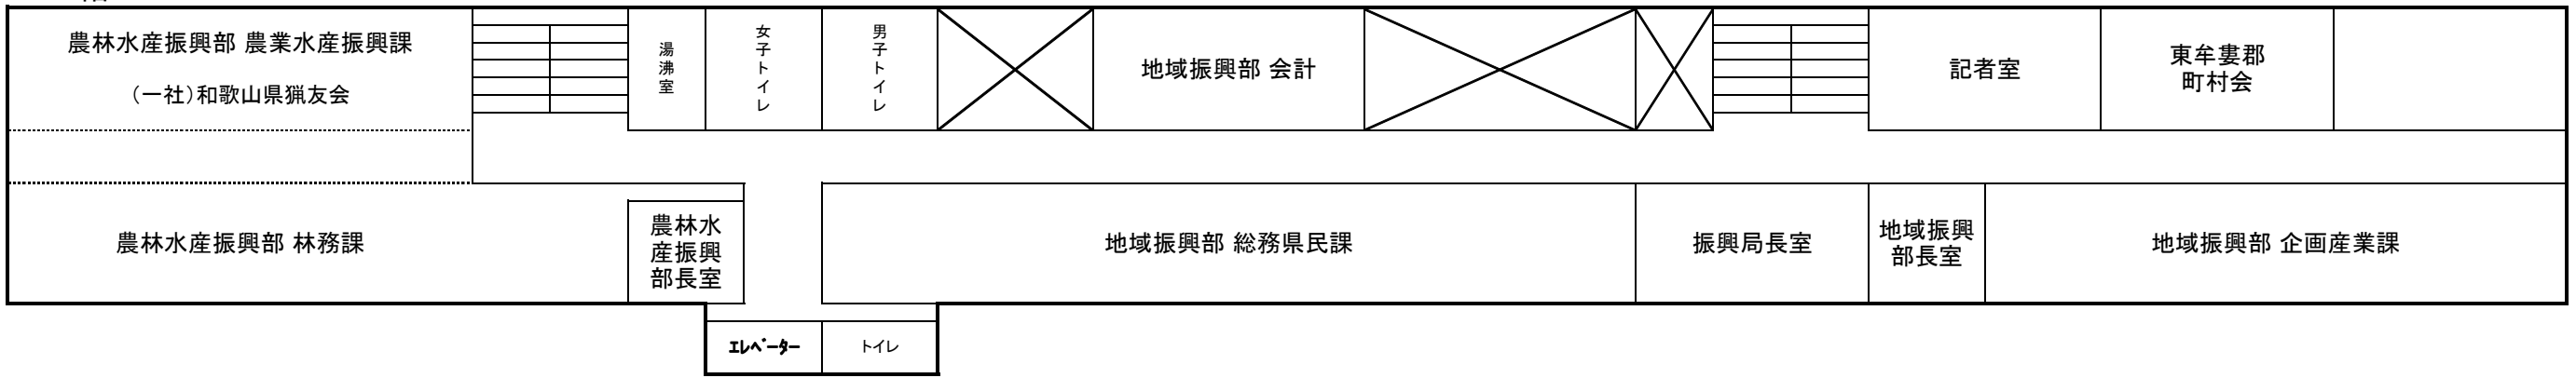 農林水産振興部 農業水産振興課
（一社）和歌山県猟友会
湯沸室
女子トイレ
男子トイレ
地域振興部 会計
記者室
東牟婁郡
町村会
農林水産振興部 林務課
農林水
産振興
部長室
地域振興部 総務県民課
振興局長室
地域振興
部長室
地域振興部 企画産業課
エレベーター
トイレ